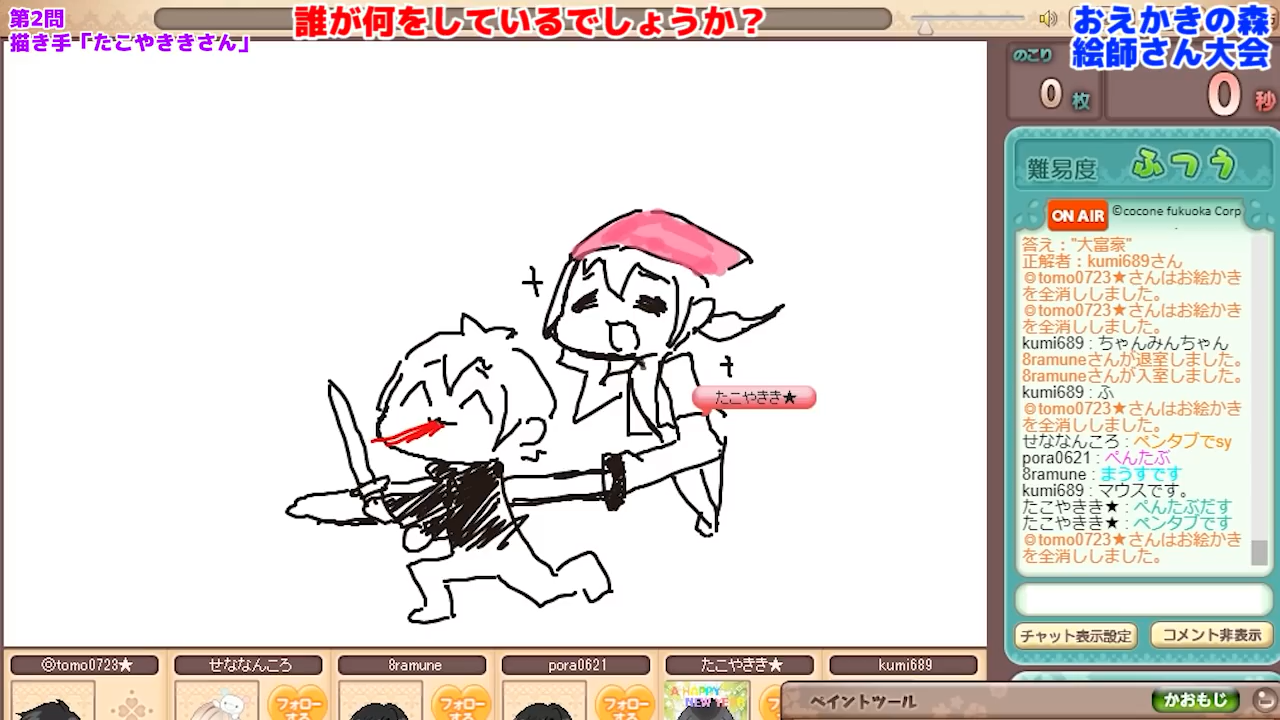 第2問
描き手「たこやききさん」
誰が何をしているでしょうか？
おえかきの森
絵師さん大会
のこり
0 枚
0 秒
難易度 ふつう
ON AIR ©cocone fukuoka Corp
.
答え："大富豪"
正解者：kumi689さん
◎tomo0723★さんはお絵かき
を全消ししました。
◎tomo0723★さんはお絵かき
を全消ししました。
kumi689 : ちゃんみんちゃん
8ramuneさんが退室しました。
8ramuneさんが入室しました。
kumi689 : ふ
◎tomo0723★さんはお絵かき
を全消ししました。
せななんころ : ペンタブでsy
pora0621 : ぺんたぶ
8ramune : まうすです
kumi689 : マウスです。
たこやきき★ : ぺんたぶだす
たこやきき★ : ペンタブです
◎tomo0723★さんはお絵かき
を全消ししました。
たこやきき★
チャット表示設定
コメント非表示
◎tomo0723★
せななんころ
8ramune
pora0621
たこやきき★
kumi689
フォロー
する
フォロー
する
フォロー
する
A HAPPY
NEW
ペイントツール
かおもじ